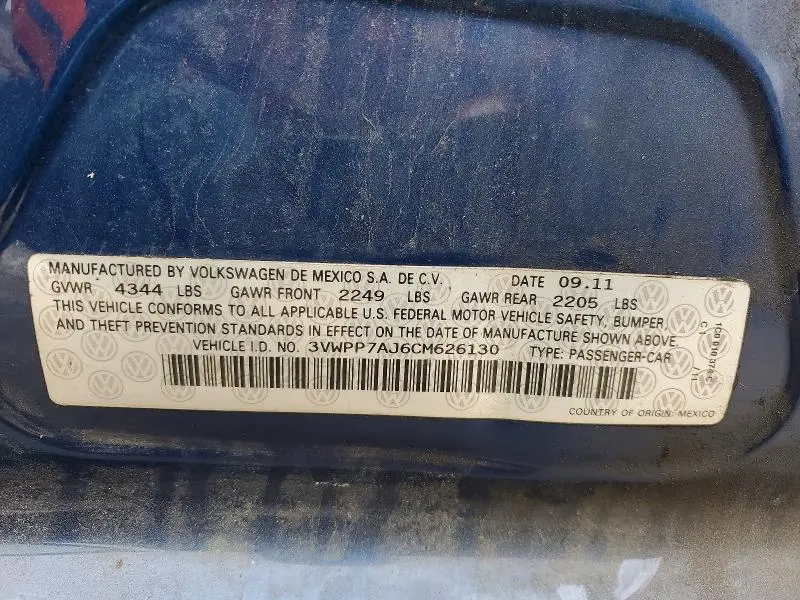 MANUFACTURED BY VOLKSWAGEN DE MEXICO S.A. DE C.V. DATE 09.11
GVWR 4344 LBS GAWR FRONT 2249 LBS GAWR REAR 2205 LBS
THIS VEHICLE CONFORMS TO ALL APPLICABLE U.S. FEDERAL MOTOR VEHICLE SAFETY, BUMPER,
AND THEFT PREVENTION STANDARDS IN EFFECT ON THE DATE OF MANUFACTURE SHOWN ABOVE.
VEHICLE I.D. NO. 3VWPP7AJ6CM626130 TYPE: PASSENGER-CAR
COUNTRY OF ORIGIN: MEXICO